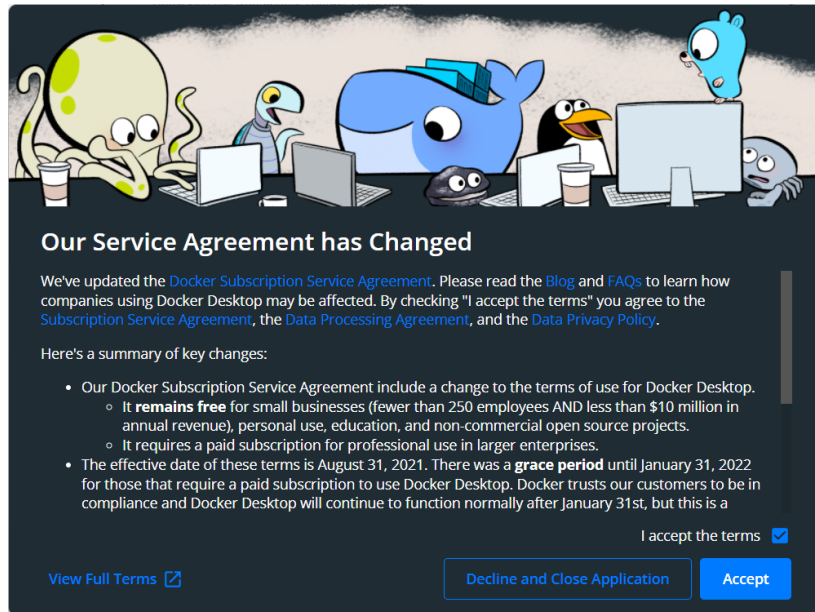 Our Service Agreement has Changed
We've updated the Docker Subscription Service Agreement. Please read the Blog and FAQs to learn how
companies using Docker Desktop may be affected. By checking "I accept the terms" you agree to the
Subscription Service Agreement, the Data Processing Agreement, and the Data Privacy Policy.
Here's a summary of key changes:
• Our Docker Subscription Service Agreement include a change to the terms of use for Docker Desktop.
◦ It remains free for small businesses (fewer than 250 employees AND less than $10 million in
annual revenue), personal use, education, and non-commercial open source projects.
◦ It requires a paid subscription for professional use in larger enterprises.
• The effective date of these terms is August 31, 2021. There was a grace period until January 31, 2022
for those that require a paid subscription to use Docker Desktop. Docker trusts our customers to be in
compliance and Docker Desktop will continue to function normally after January 31st, but this is a
I accept the terms
View Full Terms
Decline and Close Application
Accept